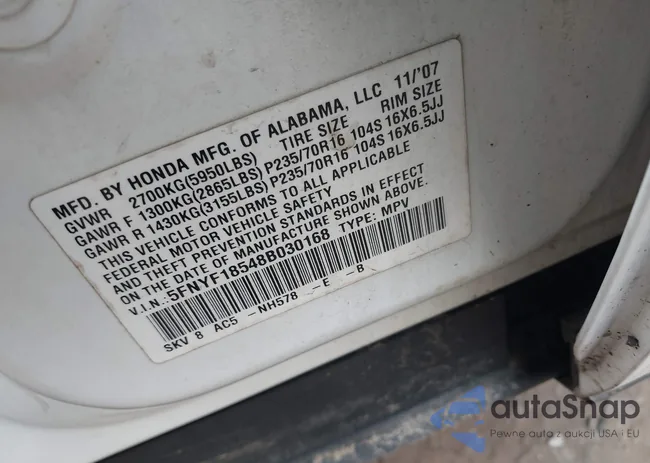 MFD. BY HONDA MFG. OF ALABAMA, LLC 11/'07
GVWR 2700KG(5950LBS) TIRE SIZE RIM SIZE
GAWR F 1300KG(2865LBS) P235/70R16 104S 16X6.5JJ
GAWR R 1430KG(3155LBS) P235/70R16 104S 16X6.5JJ
THIS VEHICLE CONFORMS TO ALL APPLICABLE
FEDERAL MOTOR VEHICLE SAFETY
AND THEFT PREVENTION STANDARDS IN EFFECT
ON THE DATE OF MANUFACTURE SHOWN ABOVE.
V.I.N.: 5FNYF18548B030168 TYPE: MPV
SKV 8 AC5 -NH578 -E -B
autaSnap
Pewne auta z aukcji USA · EU